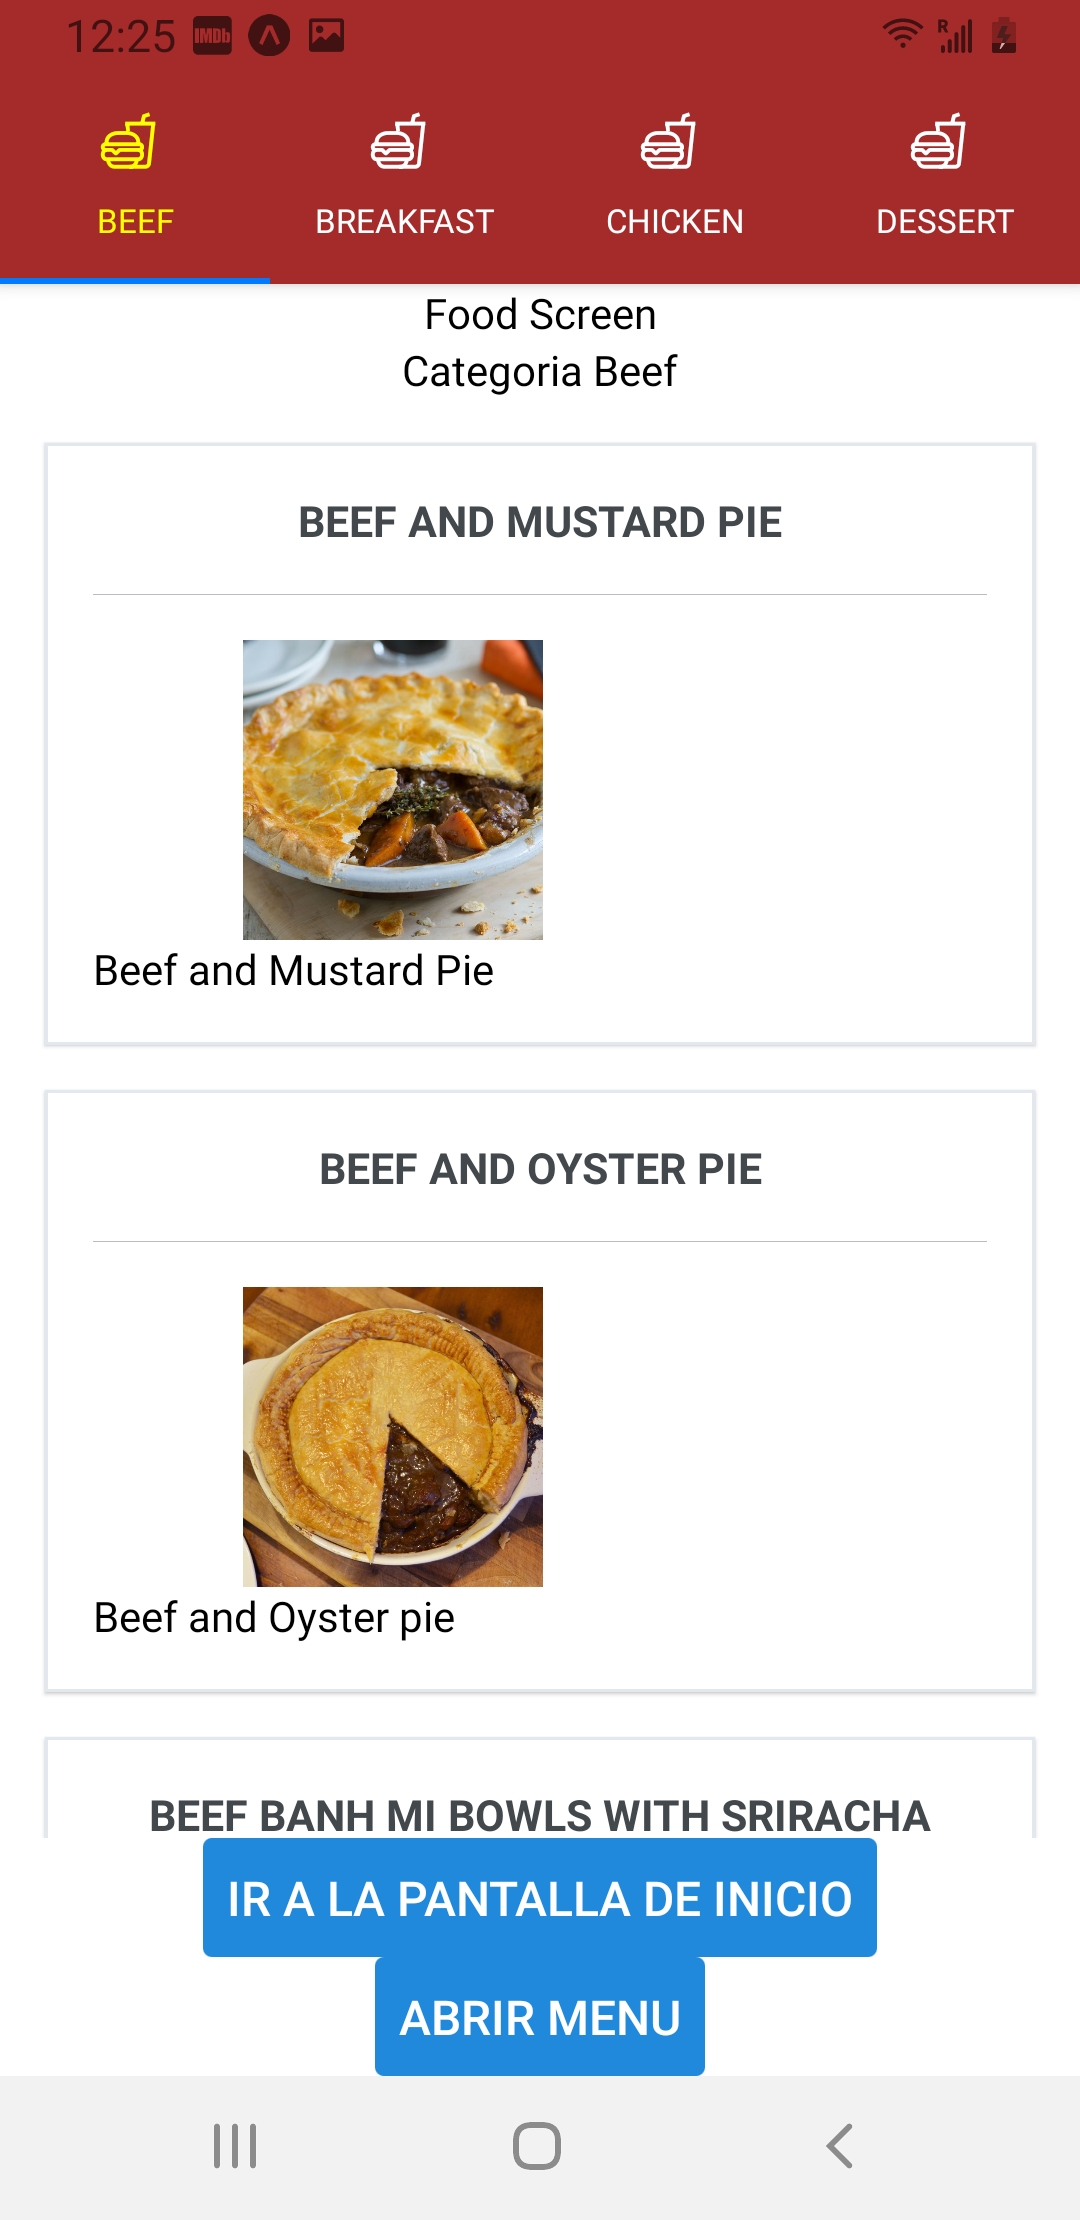 12:25 IMDb R
BEEF BREAKFAST CHICKEN DESSERT
Food Screen
Categoria Beef
BEEF AND MUSTARD PIE
Beef and Mustard Pie
BEEF AND OYSTER PIE
Beef and Oyster pie
BEEF BANH MI BOWLS WITH SRIRACHA
IR A LA PANTALLA DE INICIO
ABRIR MENU